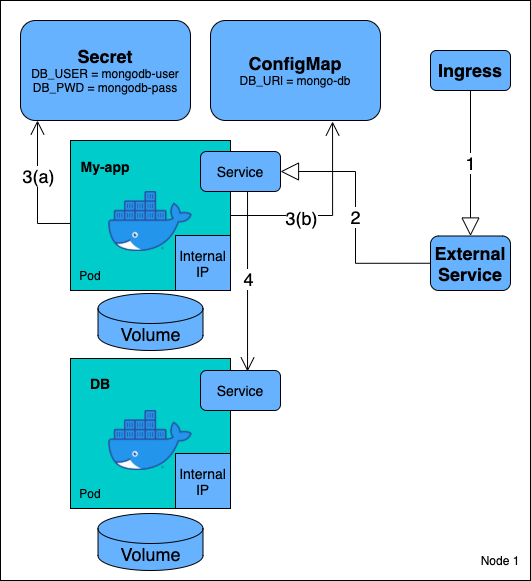 Secret
DB_USER = mongodb-user
DB_PWD = mongodb-pass
ConfigMap
DB_URI = mongo-db
Ingress
3(a)
My-app
Service
1
3(b)
2
External
Service
Internal
IP
Pod
4
Volume
DB
Service
Internal
IP
Pod
Volume
Node 1